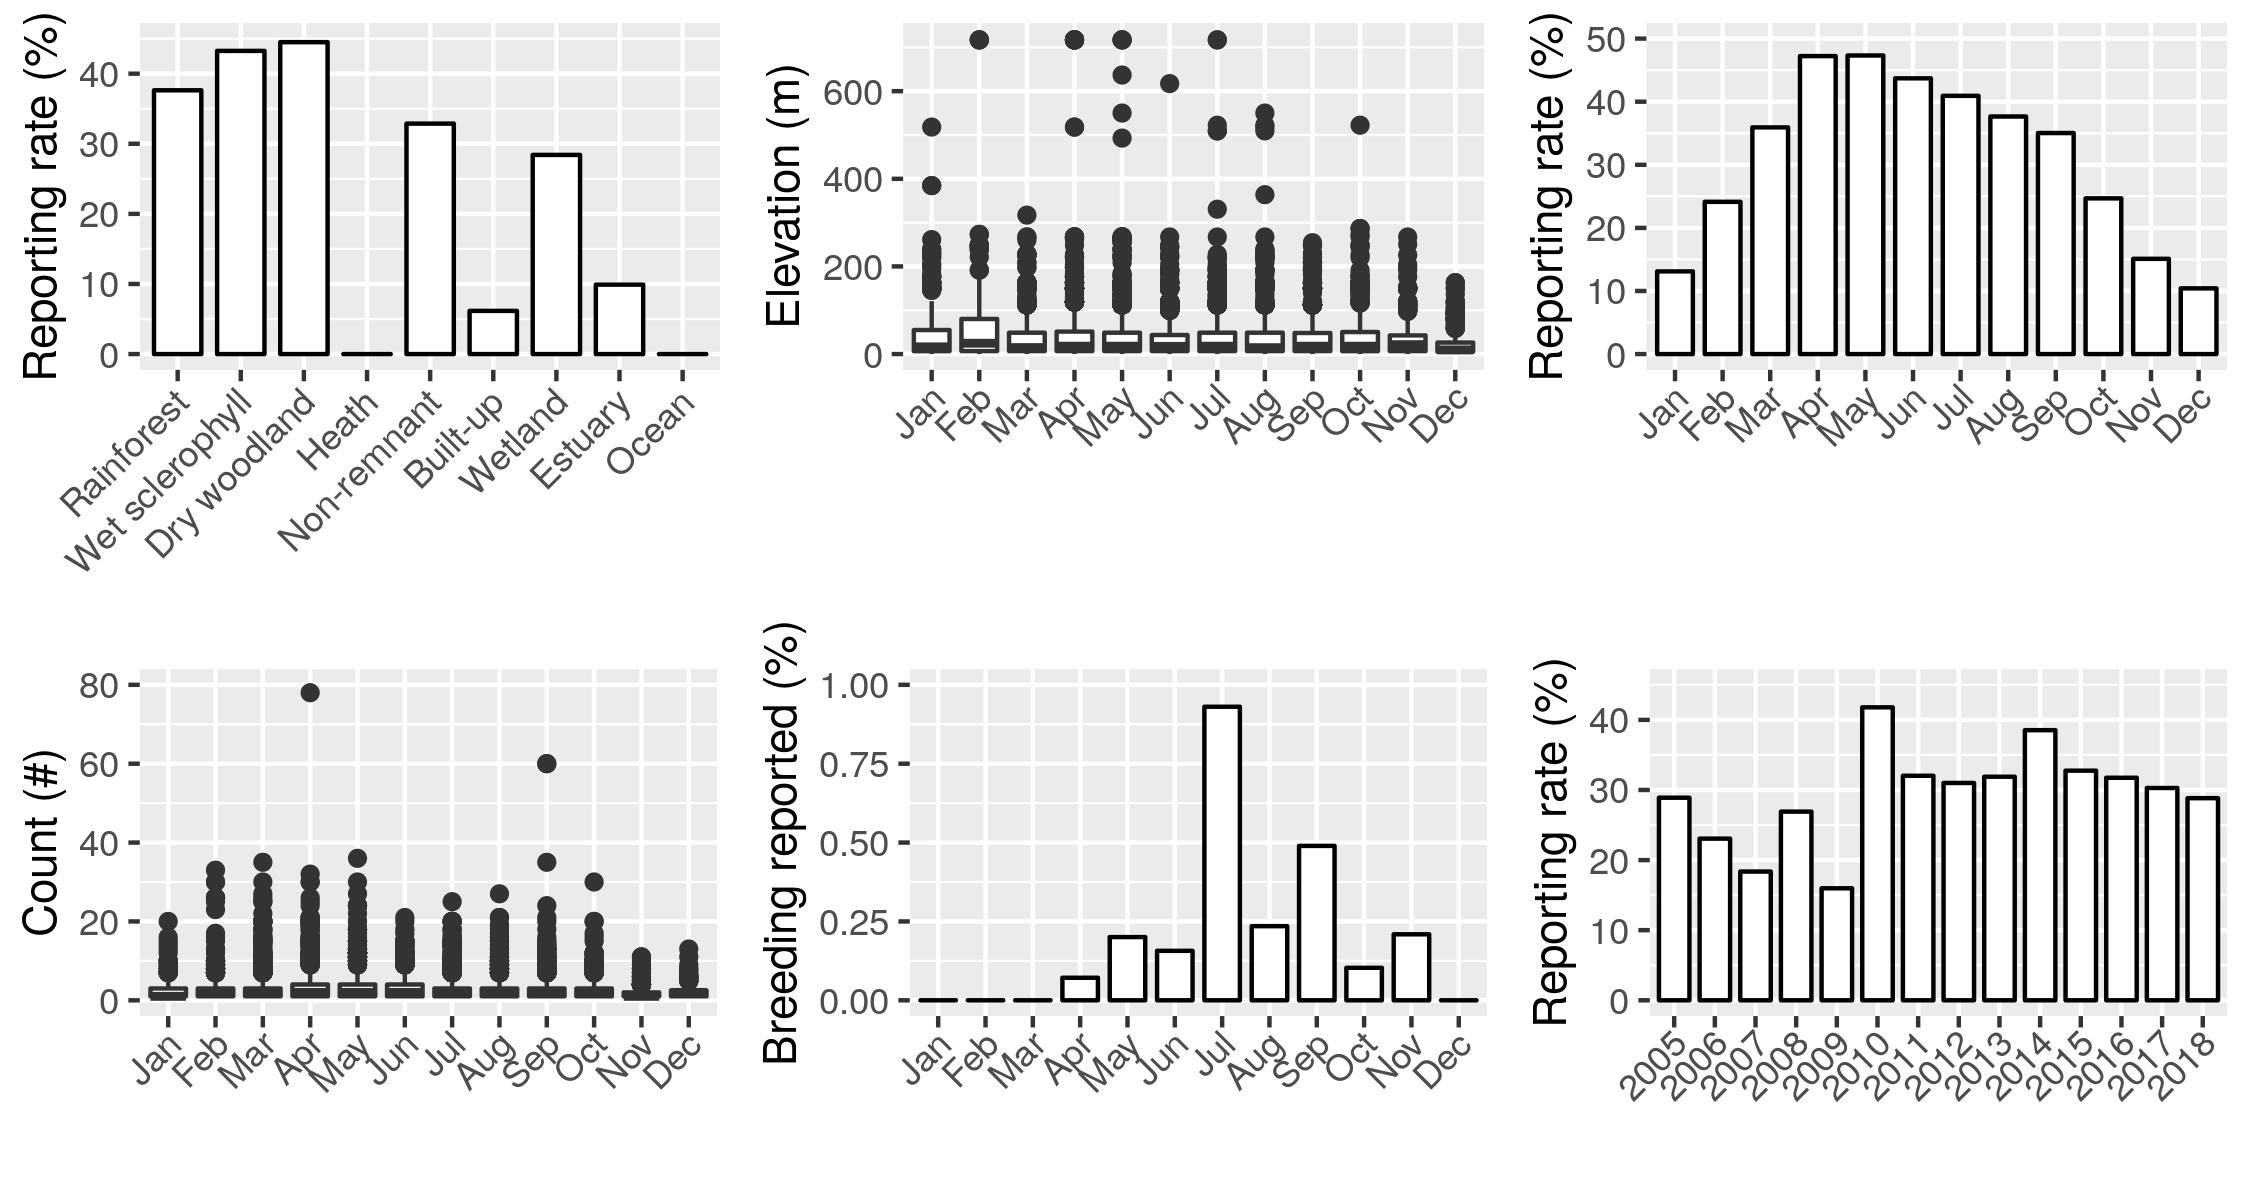 Reporting rate (%)
40
30
20
10
0
Rainforest
Wet sclerophyll
Dry woodland
Heath
Non-remnant
Built-up
Wetland
Estuary
Ocean
Elevation (m)
600
400
200
0
Jan
Feb
Mar
Apr
May
Jun
Jul
Aug
Sep
Oct
Nov
Dec
Reporting rate (%)
50
40
30
20
10
0
Jan
Feb
Mar
Apr
May
Jun
Jul
Aug
Sep
Oct
Nov
Dec
Count (#)
80
60
40
20
0
Jan
Feb
Mar
Apr
May
Jun
Jul
Aug
Sep
Oct
Nov
Dec
Breeding reported (%)
1.00
0.75
0.50
0.25
0.00
Jan
Feb
Mar
Apr
May
Jun
Jul
Aug
Sep
Oct
Nov
Dec
Reporting rate (%)
40
30
20
10
0
2005
2006
2007
2008
2009
2010
2011
2012
2013
2014
2015
2016
2017
2018